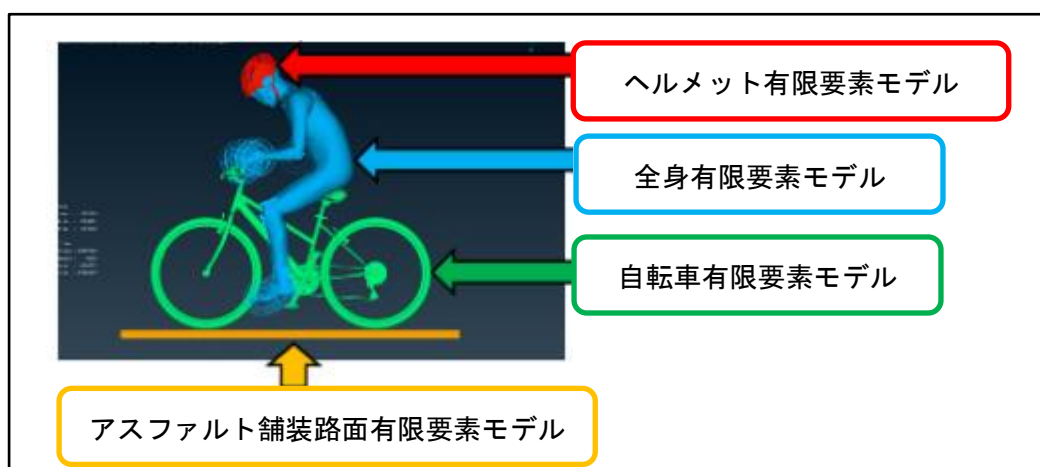 ヘルメット有限要素モデル
全身有限要素モデル
自転車有限要素モデル
アスファルト舗装路面有限要素モデル